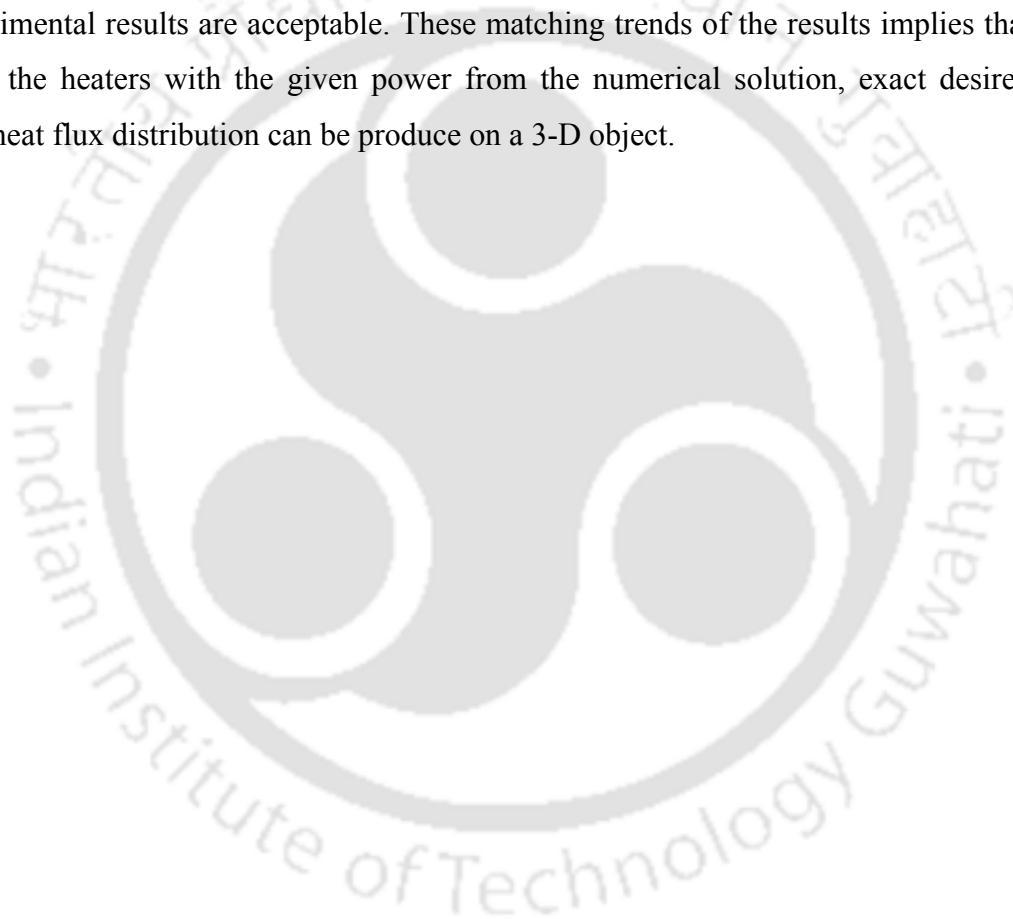 imental results are acceptable. These matching trends of the results implies tha
the heaters with the given power from the numerical solution, exact desire
heat flux distribution can be produce on a 3-D object.
Indian Institute of Technology Guwahati